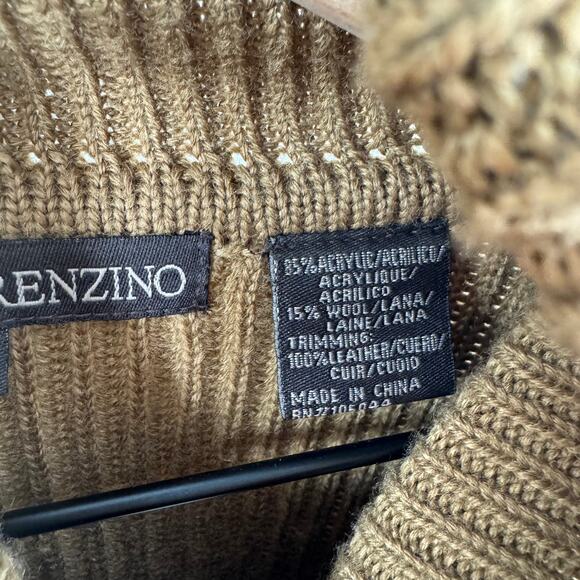 RENZINO
85%ACRYLIC/ACRILICO/
ACRYLIQUE/
ACRILICO
15% WOOL/LANA/
LAINE/LANA
TRIMMING:
100%LEATHER/CUERO/
CUIR/CUOIO
MADE IN CHINA